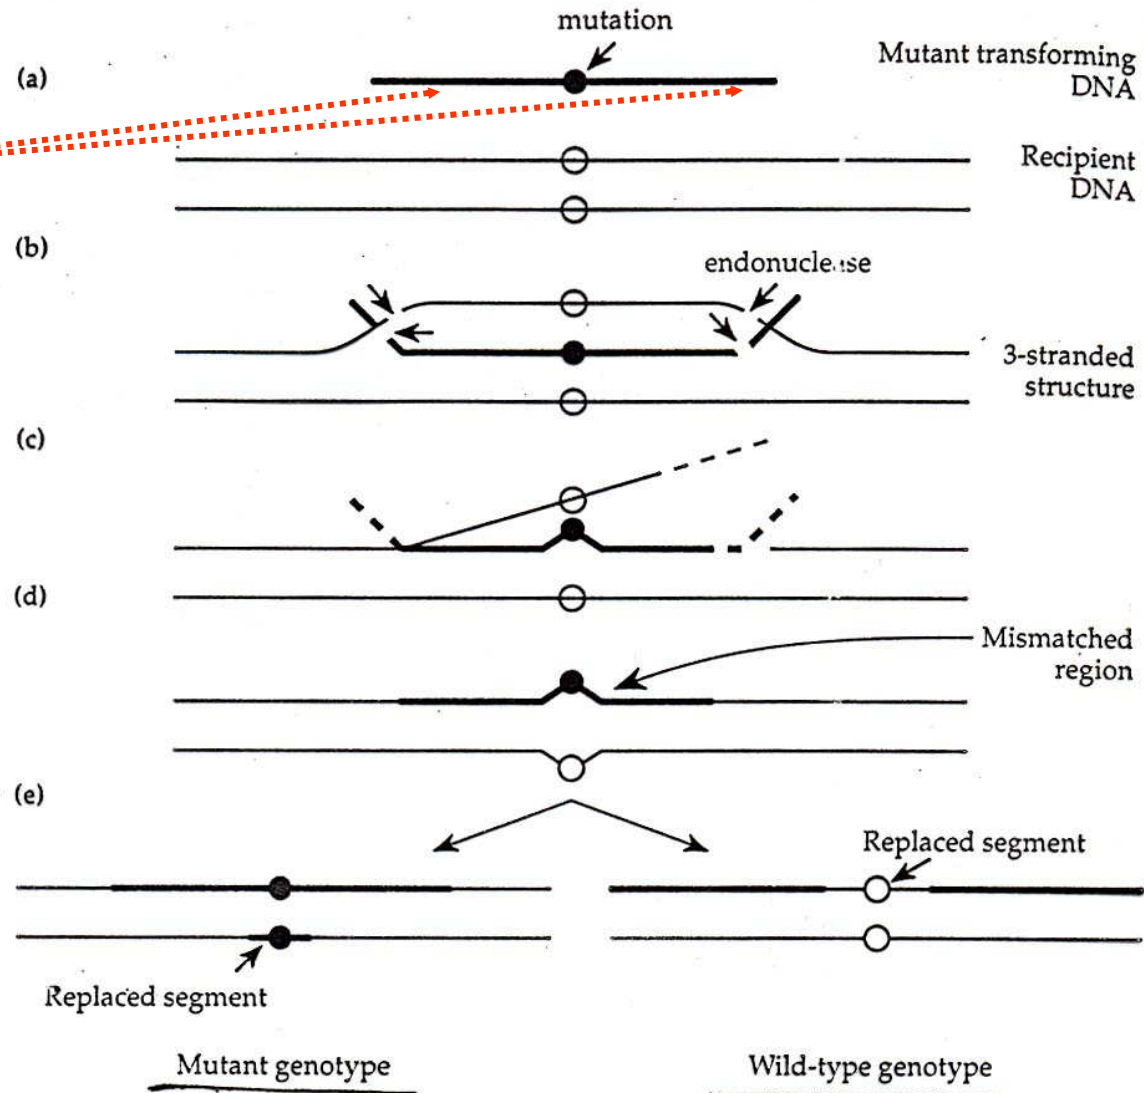 mutation
(a)
Mutant transforming
DNA
Recipient
DNA
(b)
endonuclease
3-stranded
structure
(c)
(d)
Mismatched
region
(e)
Replaced segment
Replaced segment
Mutant genotype
Wild-type genotype